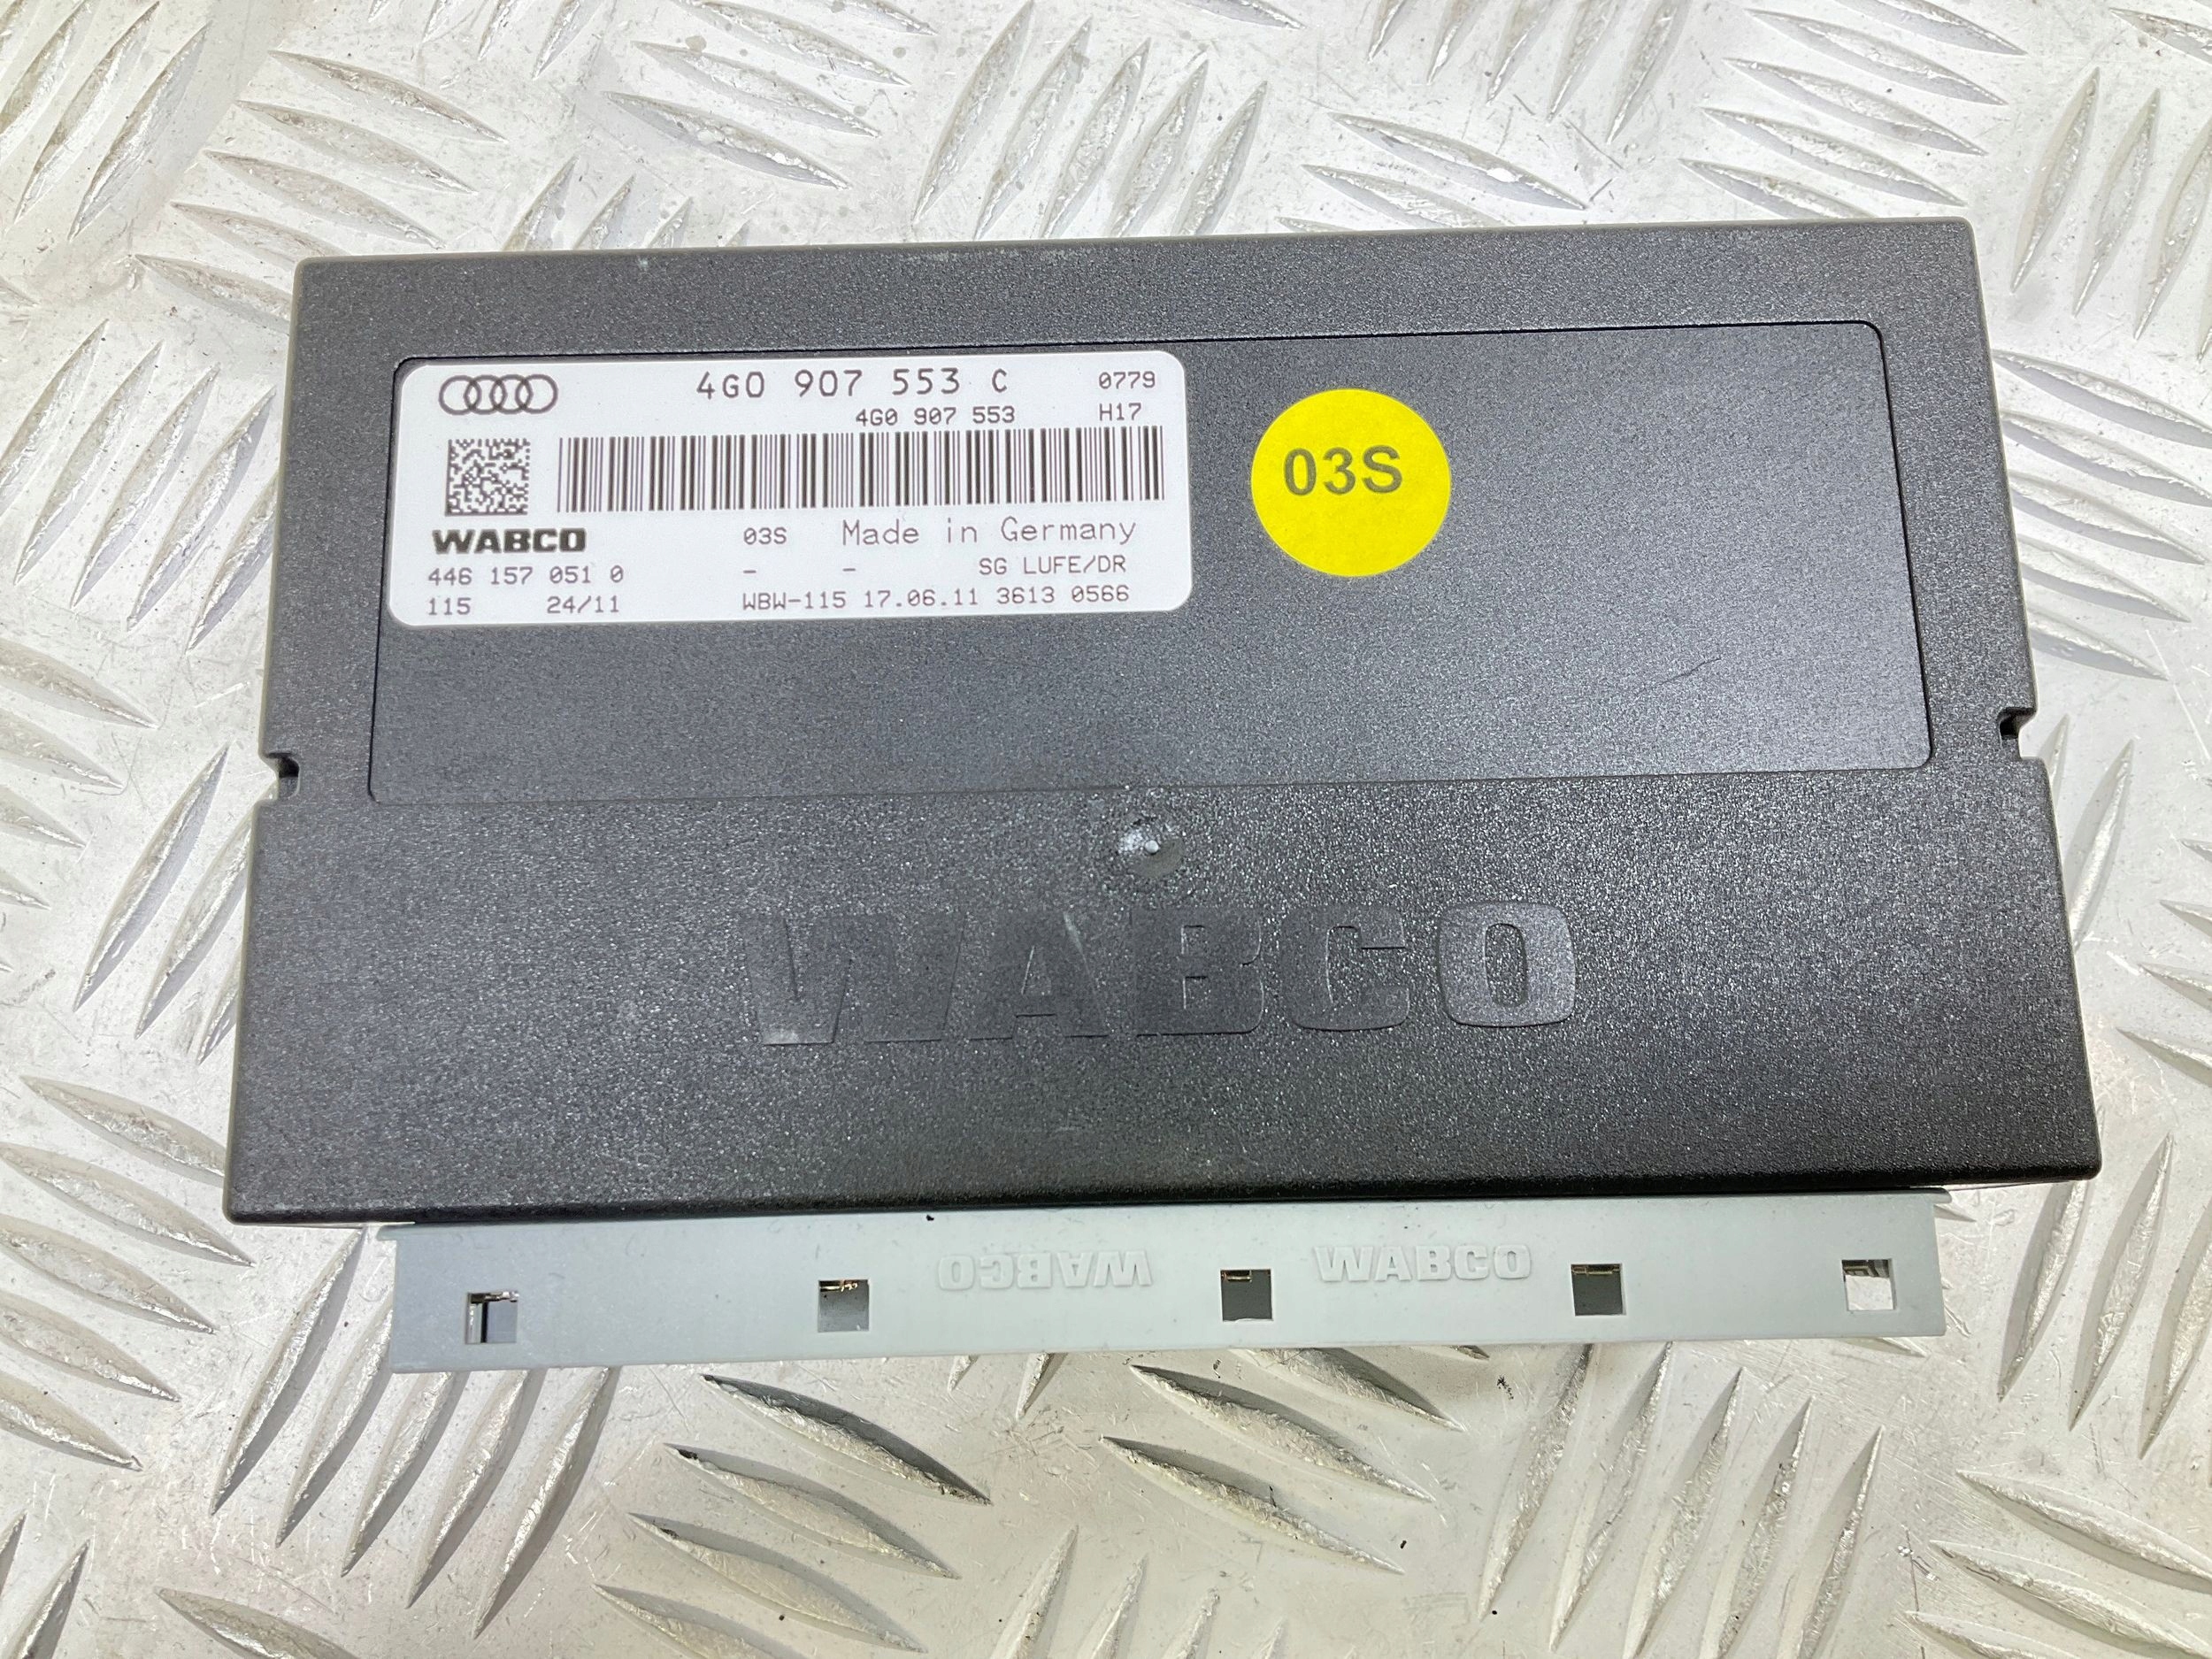 4G0 907 553 C 0779
4G0 907 553 H17
WABCO 03S Made in Germany
446 157 051 0 - - SG LUFE/DR
115 24/11 WBW-115 17.06.11 3613 0566
03S
WABCO
WABCO WABCO